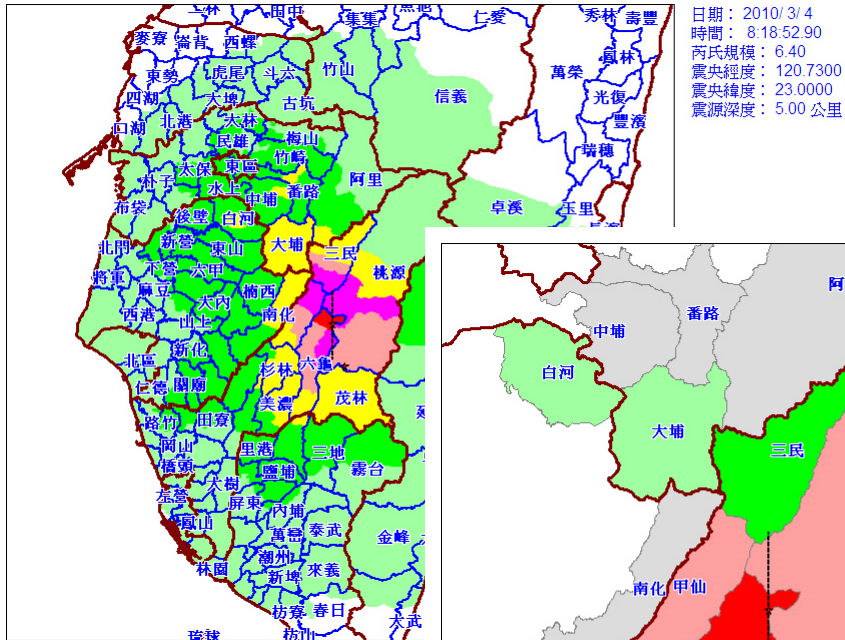 日期： 2010/ 3/ 4
時間： 8:18:52.90
芮氏規模： 6.40
震央經度： 120.7300
震央緯度： 23.0000
震源深度： 5.00 公里
田中
集集
仁愛
秀林
壽豐
麥寮
崙背
西螺
鳳林
東勢
虎尾
斗六
竹山
萬榮
四湖
大埤
古坑
信義
光復
口湖
北港
大林
豐濱
民雄
梅山
竹崎
瑞穗
太保
東區
朴子
水上
中埔
番路
阿里
布袋
後壁
白河
卓溪
玉里
北門
新營
東山
大埔
三民
將軍
下營
六甲
桃源
麻豆
大內
楠西
西港
山上
南化
北區
新化
六龜
仁德
關廟
杉林
美濃
茂林
路竹
田寮
岡山
里港
三地
橋頭
鹽埔
霧台
左營
大樹
屏東
內埔
鳳山
萬巒
泰武
金峰
林園
潮州
來義
新埤
枋寮
春日
大武
琉球
枋山
阿
番路
中埔
白河
大埔
三民
南化
甲仙